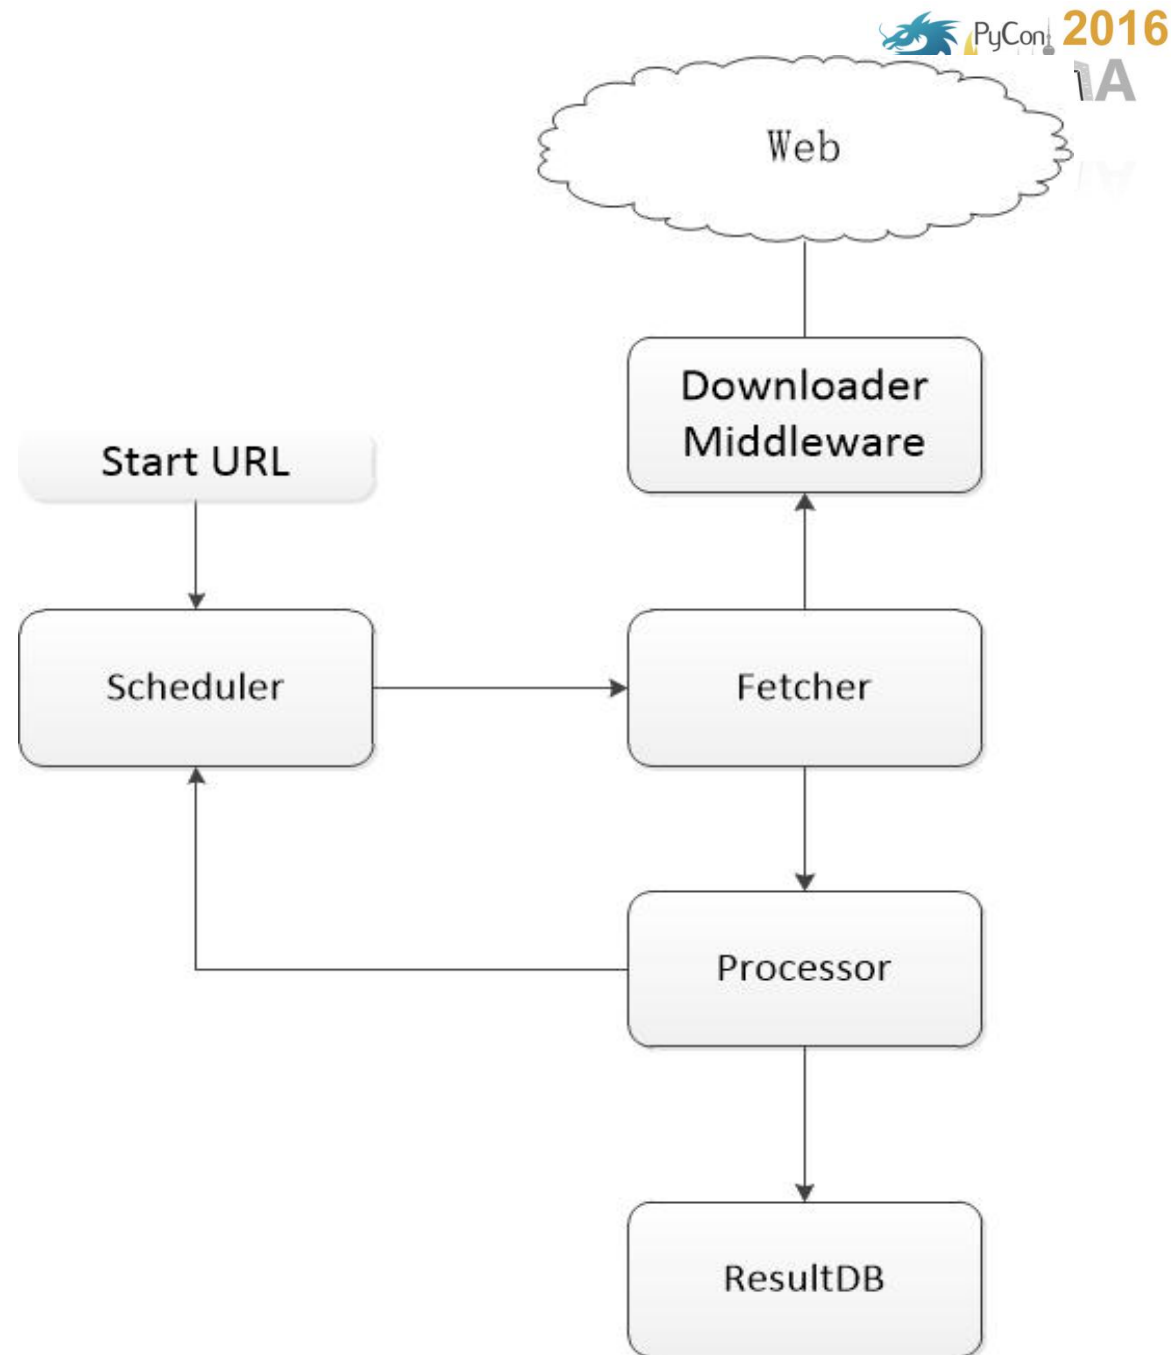 PyCon 2016
Web
Downloader
Middleware
Start URL
Scheduler
Fetcher
Processor
ResultDB